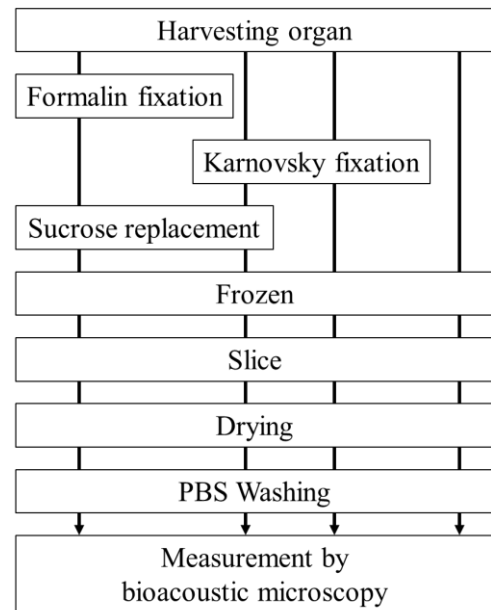 Harvesting organ
Formalin fixation
Karnovsky fixation
Sucrose replacement
Frozen
Slice
Drying
PBS Washing
Measurement by
bioacoustic microscopy